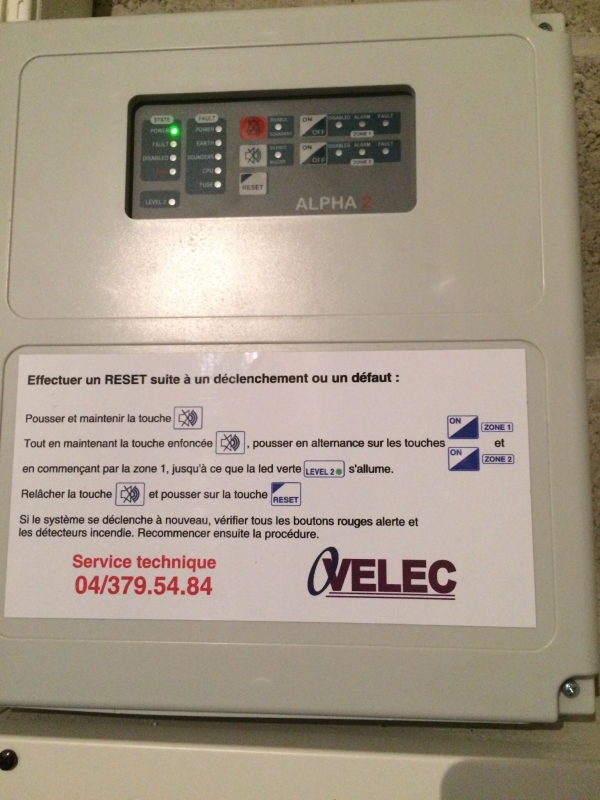 STATE FAULT
POWER POWER
FAULT EARTH
DISABLED SOUNDERS
CPU
FUSE
LEVEL 2
DISABLE SOUNDERS
SILENCE BUZZER
RESET
ON OFF DISABLED ALARM FAULT
ZONE 1
ON OFF DISABLED ALARM FAULT
ZONE 2
ALPHA 2
Effectuer un RESET suite à un déclenchement ou un défaut :
Pousser et maintenir la touche
Tout en maintenant la touche enfoncée , pousser en alternance sur les touches ON ZONE 1 et
ON ZONE 2
en commençant par la zone 1, jusqu'à ce que la led verte LEVEL 2 s'allume.
Relâcher la touche et pousser sur la touche RESET
Si le système se déclenche à nouveau, vérifier tous les boutons rouges alerte et
les détecteurs incendie. Recommencer ensuite la procédure.
Service technique
04/379.54.84
VELEC